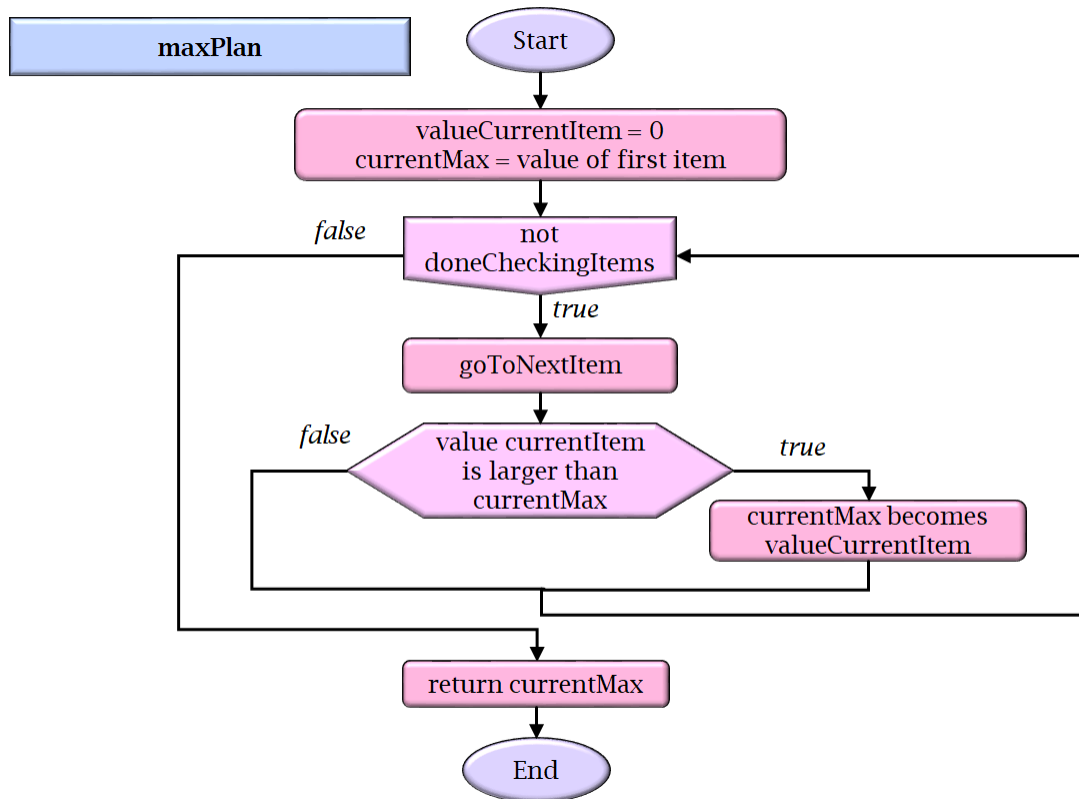 maxPlan
Start
valueCurrentItem = 0
currentMax = value of first item
false
not
doneCheckingItems
true
goToNextItem
false
value currentItem
is larger than
currentMax
true
currentMax becomes
valueCurrentItem
return currentMax
End